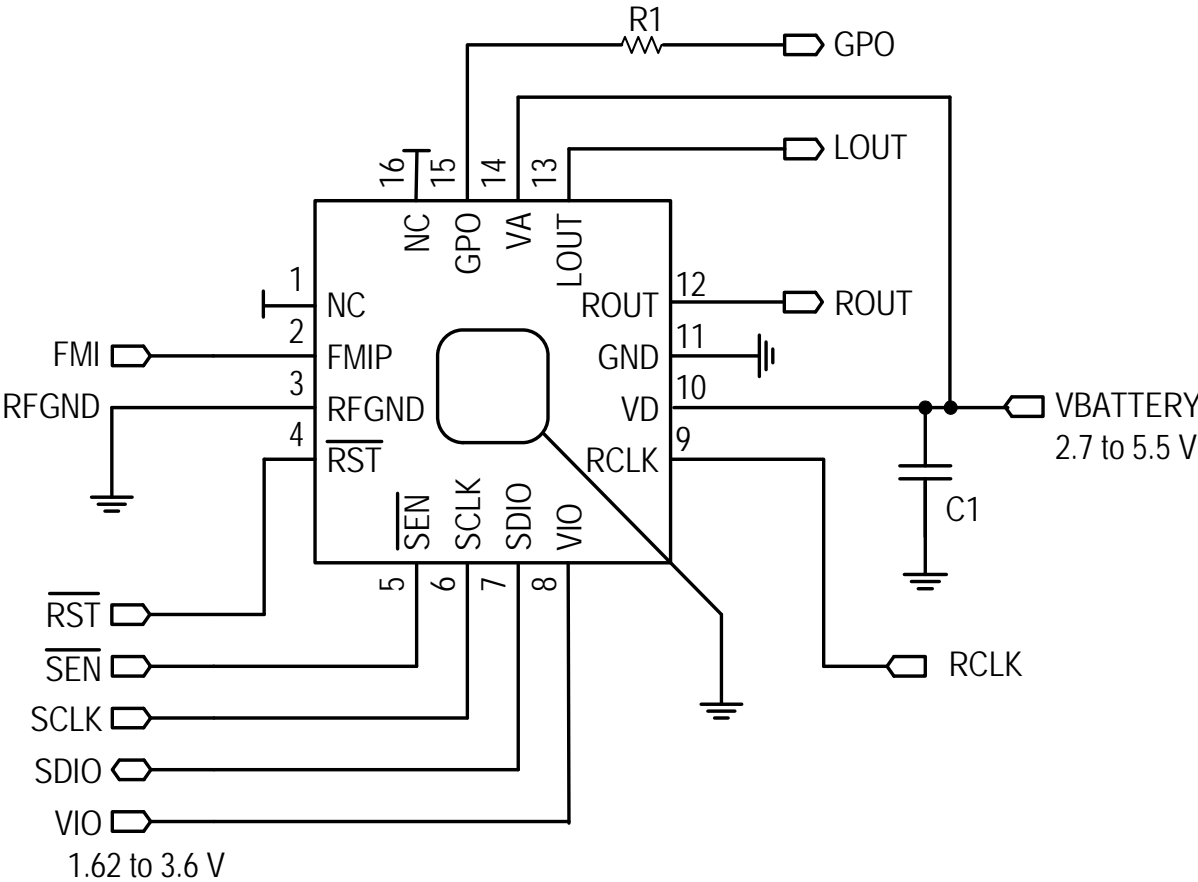 R1
GPO
LOUT
16
15
14
13
NC
GPO
VA
LOUT
1
NC
12
ROUT
ROUT
2
FMI
FMIP
11
GND
3
RFGND
RFGND
10
VD
VBATTERY
2.7 to 5.5 V
4
RST
9
RCLK
C1
SEN
SCLK
SDIO
VIO
5
6
7
8
RST
SEN
RCLK
SCLK
SDIO
VIO
1.62 to 3.6 V